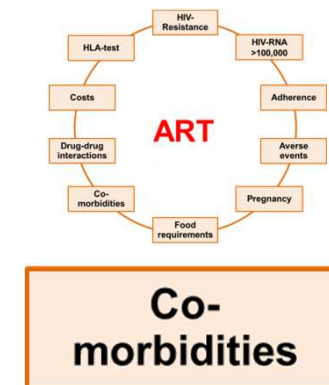 HIV-
Resistance
HLA-test
HIV-RNA
>100,000
Costs
Adherence
ART
Drug-drug
interactions
Averse
events
Co-
morbidities
Pregnancy
Food
requirements
Co-
morbidities